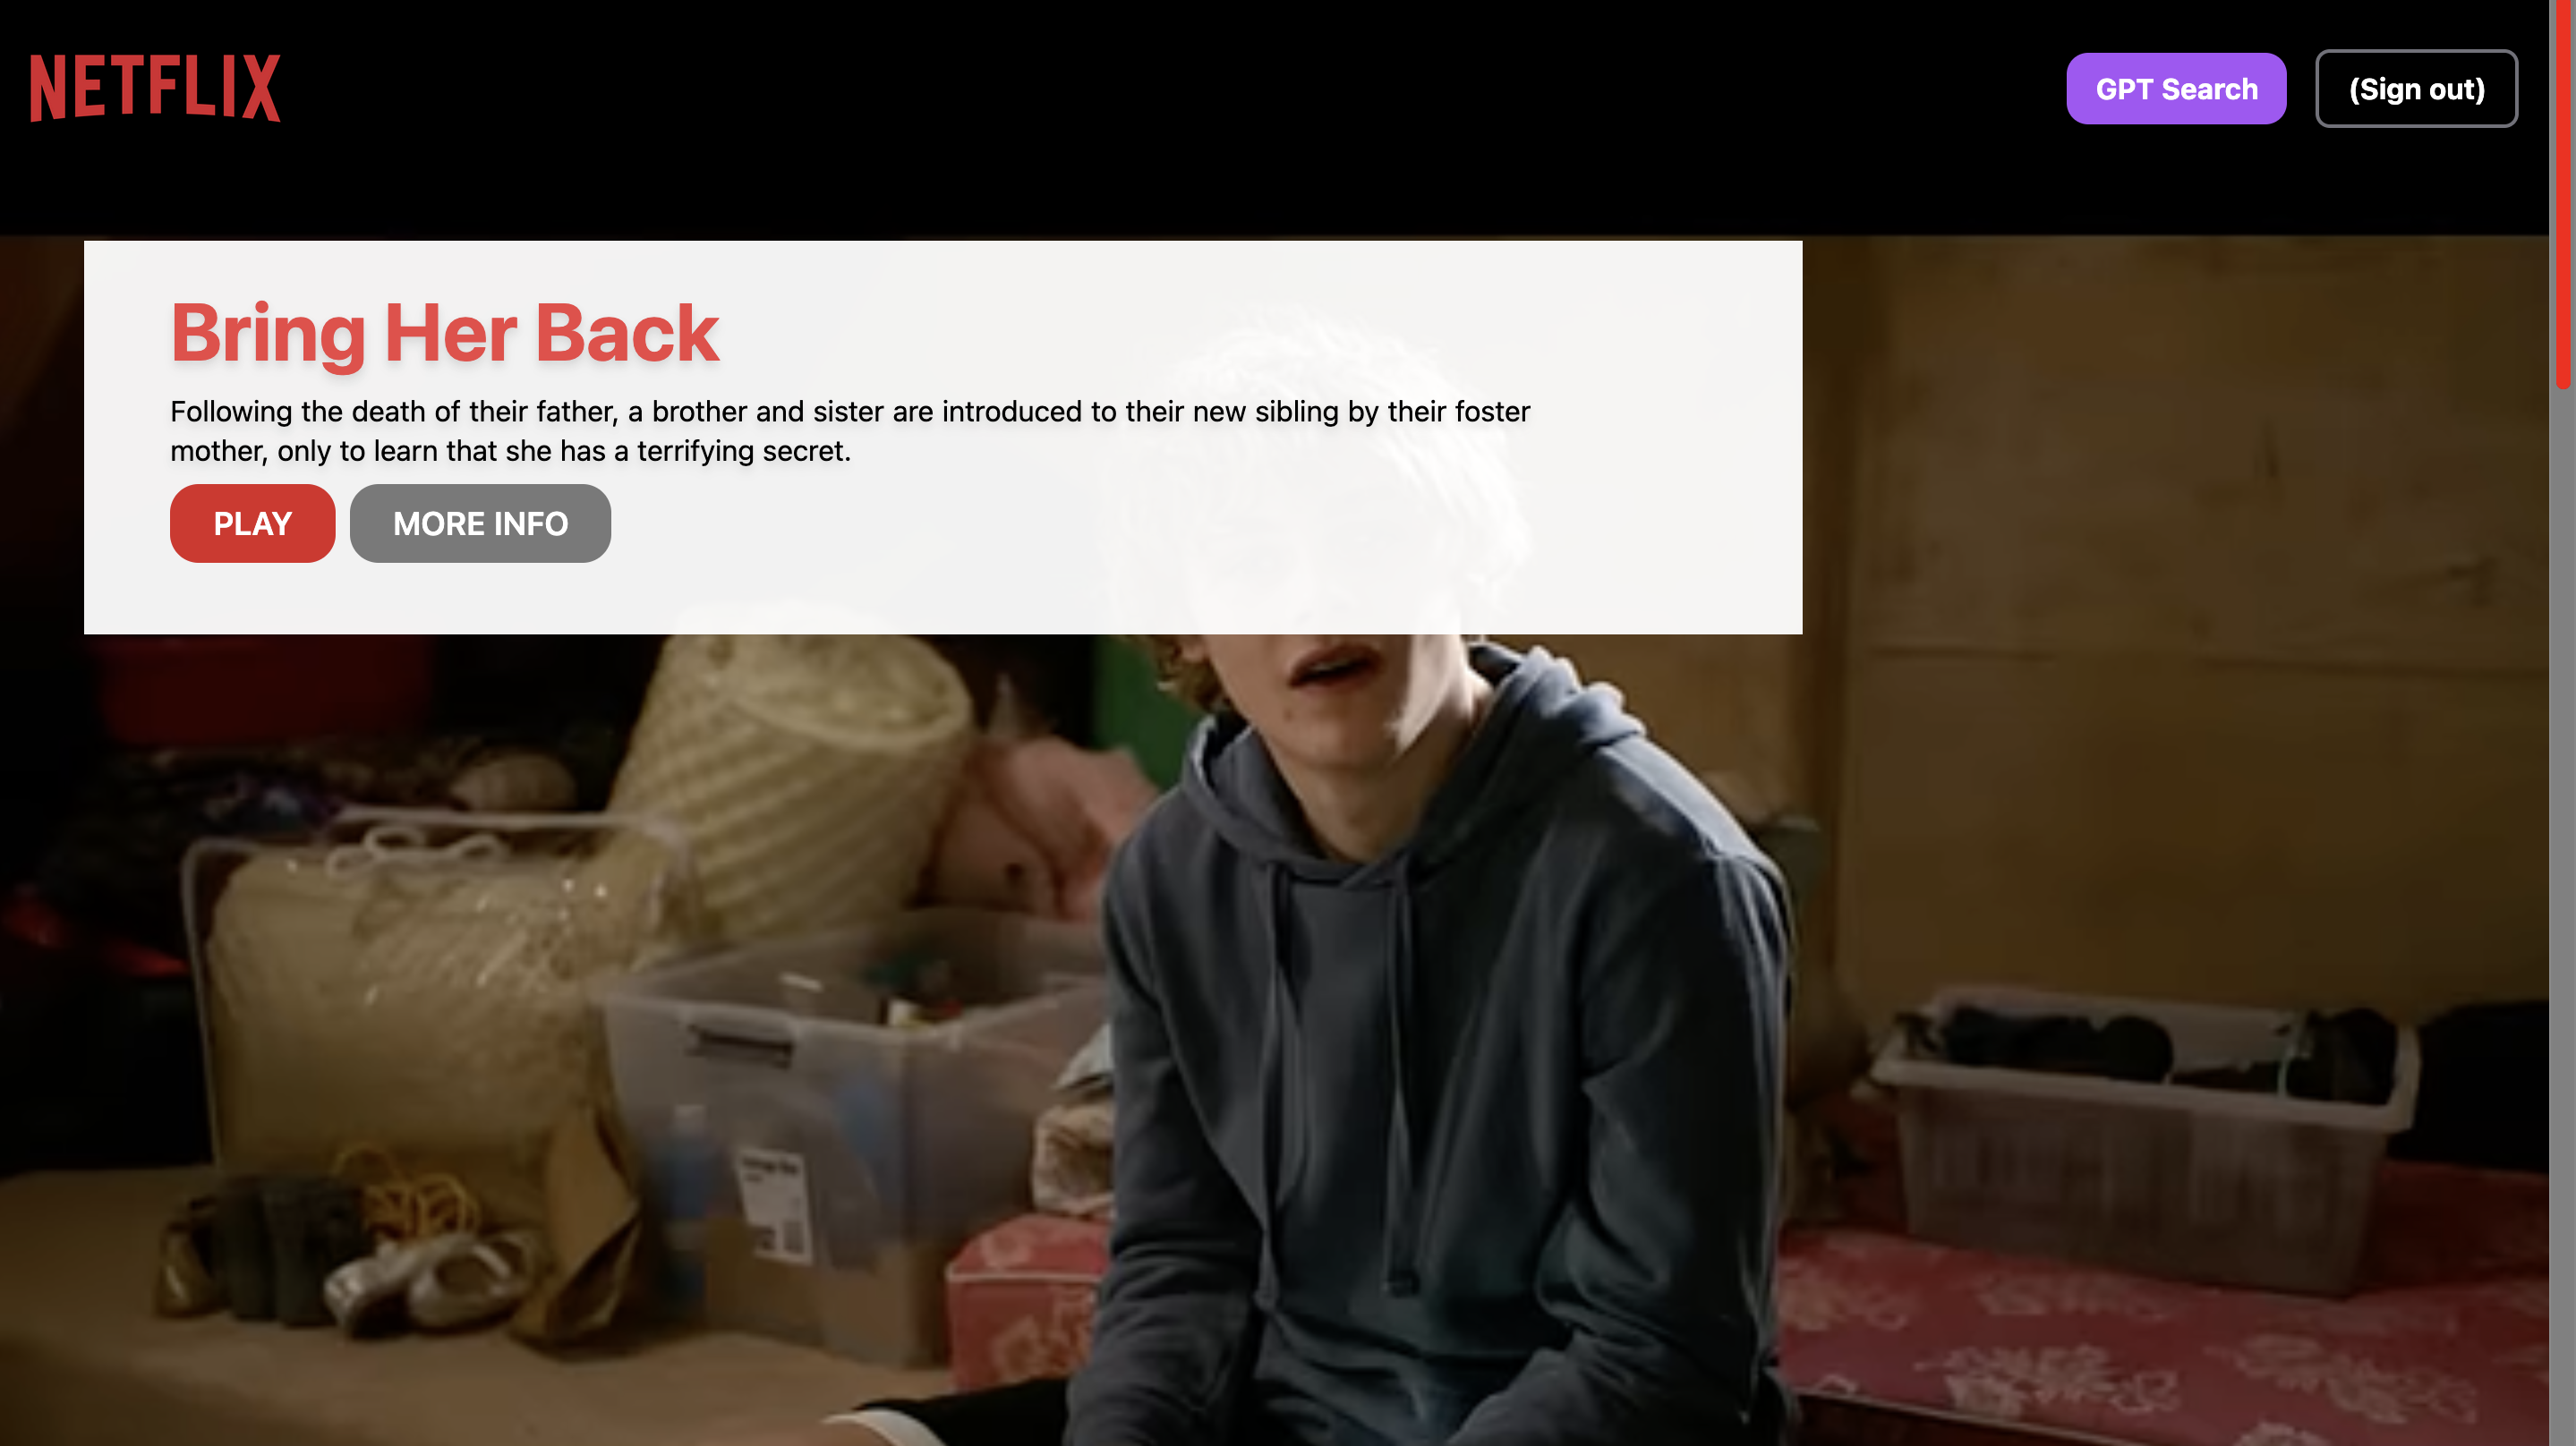 NETFLIX
GPT Search
(Sign out)
Bring Her Back
Following the death of their father, a brother and sister are introduced to their new sibling by their foster
mother, only to learn that she has a terrifying secret.
PLAY
MORE INFO